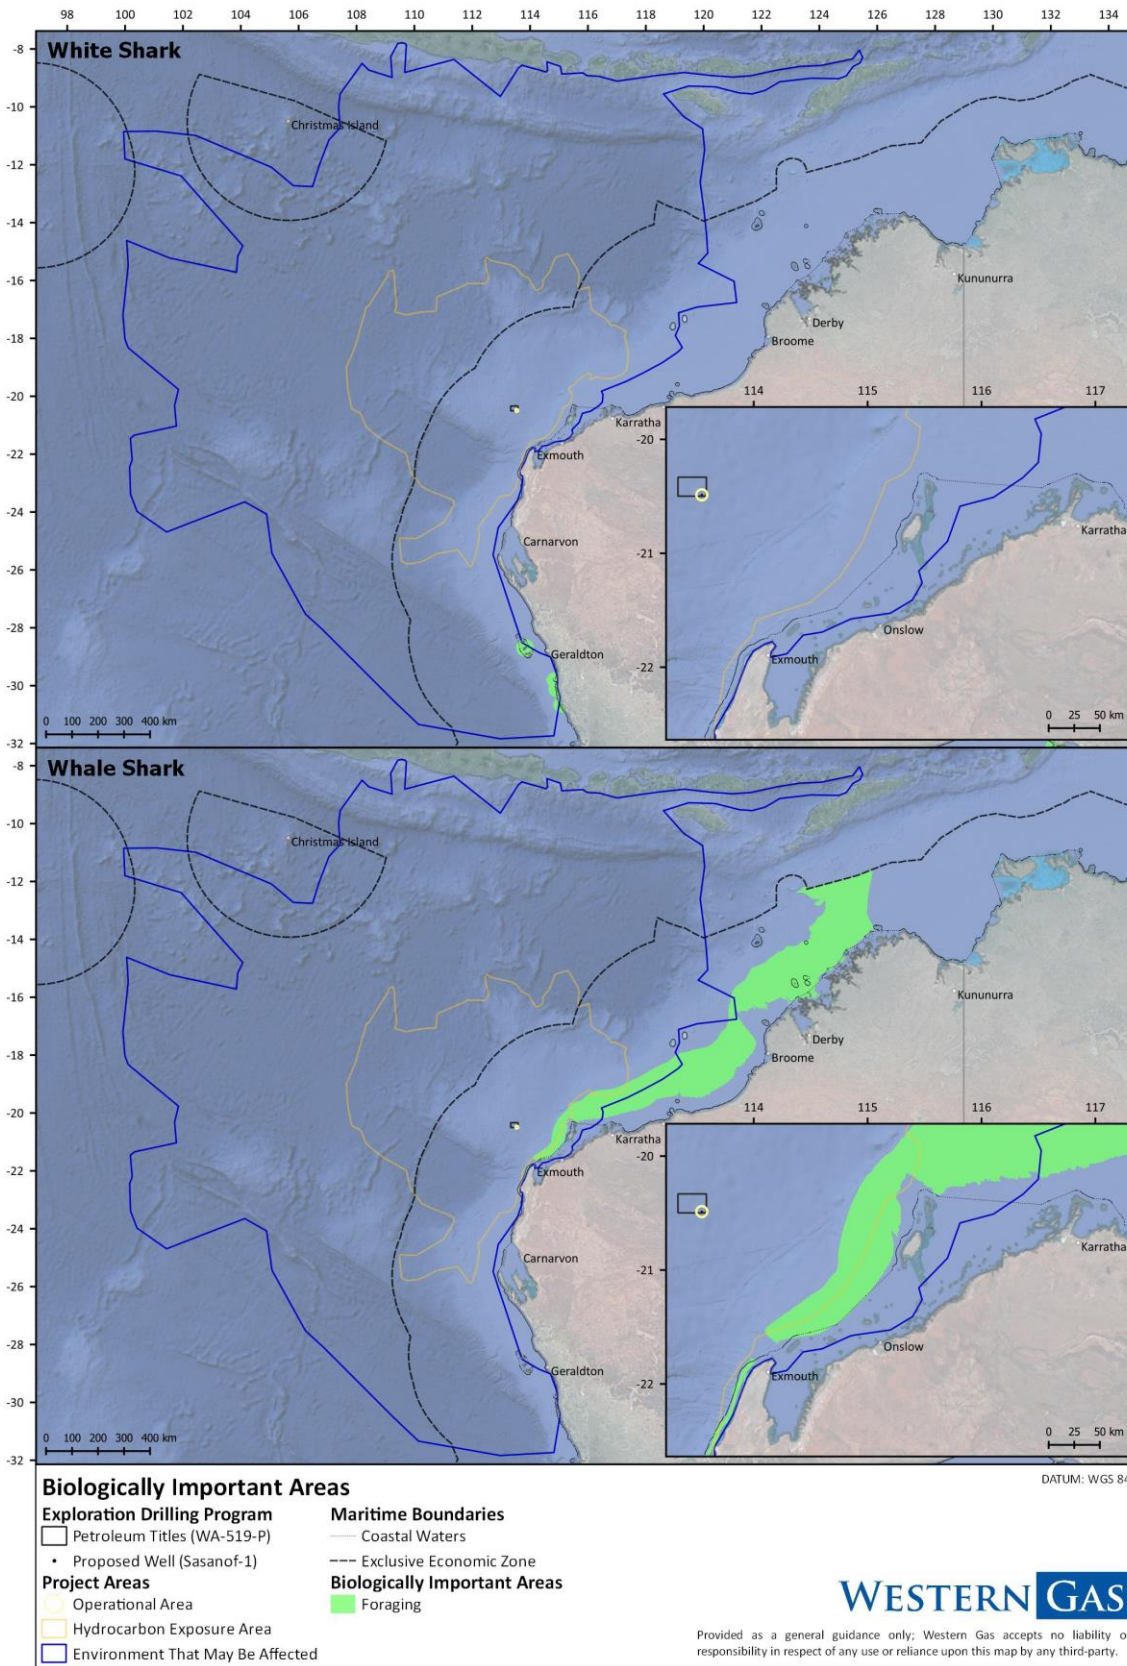 98 100 102 104 106 108 110 112 114 116 118 120 122 124 126 128 130 132 134
White Shark
-8
-10
-12
-14
-16
-18
-20
-22
-24
-26
-28
-30
-32
Christmas Island
Kununurra
Derby
Broome
Karratha
Exmouth
Carnarvon
Geraldton
0 100 200 300 400 km
114 115 116 117
-20
-21
-22
Karratha
Onslow
Exmouth
0 25 50 km
Whale Shark
-8
-10
-12
-14
-16
-18
-20
-22
-24
-26
-28
-30
-32
Christmas Island
Kununurra
Derby
Broome
Karratha
Exmouth
Carnarvon
Geraldton
0 100 200 300 400 km
114 115 116 117
-20
-21
-22
Karratha
Onslow
Exmouth
0 25 50 km
Biologically Important Areas
DATUM: WGS 84
Exploration Drilling Program
Petroleum Titles (WA-519-P)
Proposed Well (Sasanof-1)
Project Areas
Operational Area
Hydrocarbon Exposure Area
Environment That May Be Affected
Maritime Boundaries
Coastal Waters
Exclusive Economic Zone
Biologically Important Areas
Foraging
WESTERN GAS
Provided as a general guidance only; Western Gas accepts no liability o
responsibility in respect of any use or reliance upon this map by any third-party.